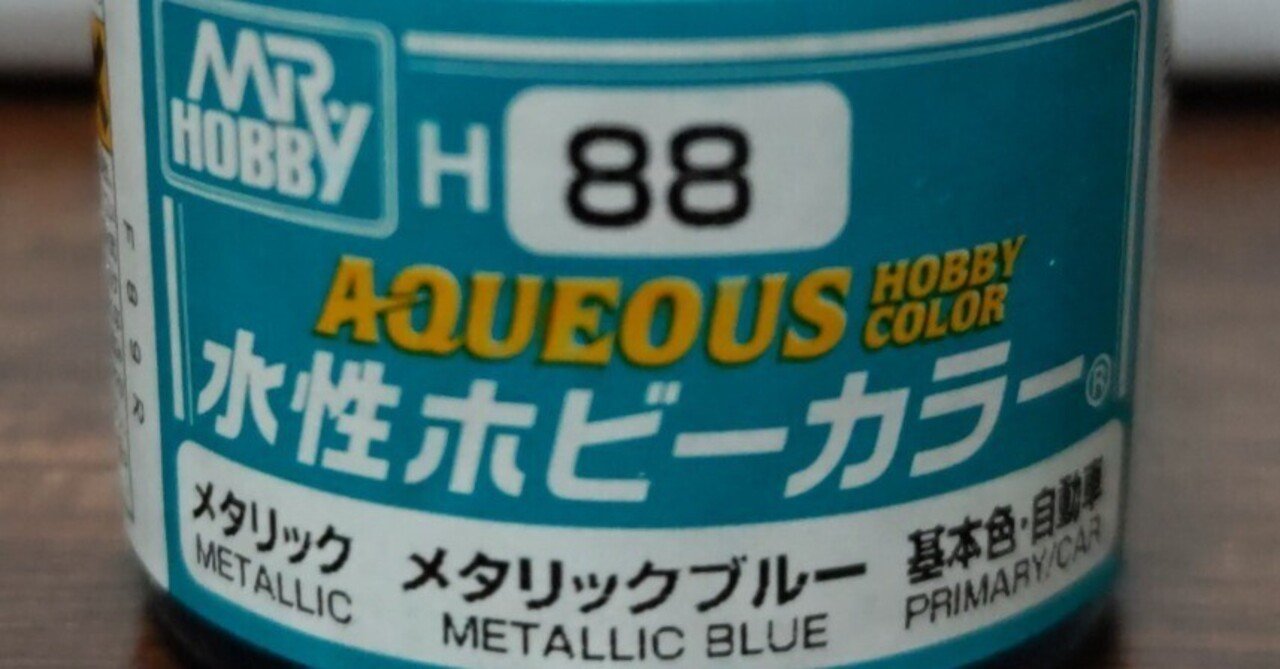 MR
HOBBY
H 88
AQUEOUS HOBBY COLOR
水性ホビーカラー®
メタリック
METALLIC
メタリックブルー
METALLIC BLUE
基本色・自動車
PRIMARY/CAR